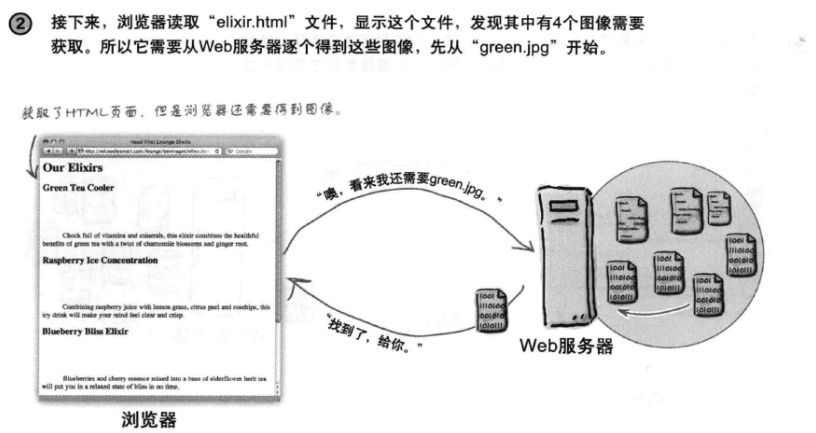 ② 接下来，浏览器读取“elixir.html”文件，显示这个文件，发现其中有4个图像需要
获取。所以它需要从Web服务器逐个得到这些图像，先从“green.jpg”开始。
获取了HTML页面，但是浏览器还需要得到图像。
Head First Lounge Elixirs
Google
Our Elixirs
Green Tea Cooler
Chock full of vitamins and minerals, this elixir combines the healthful
benefits of green tea with a twist of chamomile blossoms and ginger root.
Raspberry Ice Concentration
Combining raspberry juice with lemon grass, citrus peel and rosehips, this
icy drink will make your mind feel clear and crisp.
Blueberry Bliss Elixir
Blueberries and cherry essence mixed into a base of elderflower herb tea
will put you in a relaxed state of bliss in no time.
浏览器
“噢，看来我还需要green.jpg。”
“找到了，给你。”
Web服务器